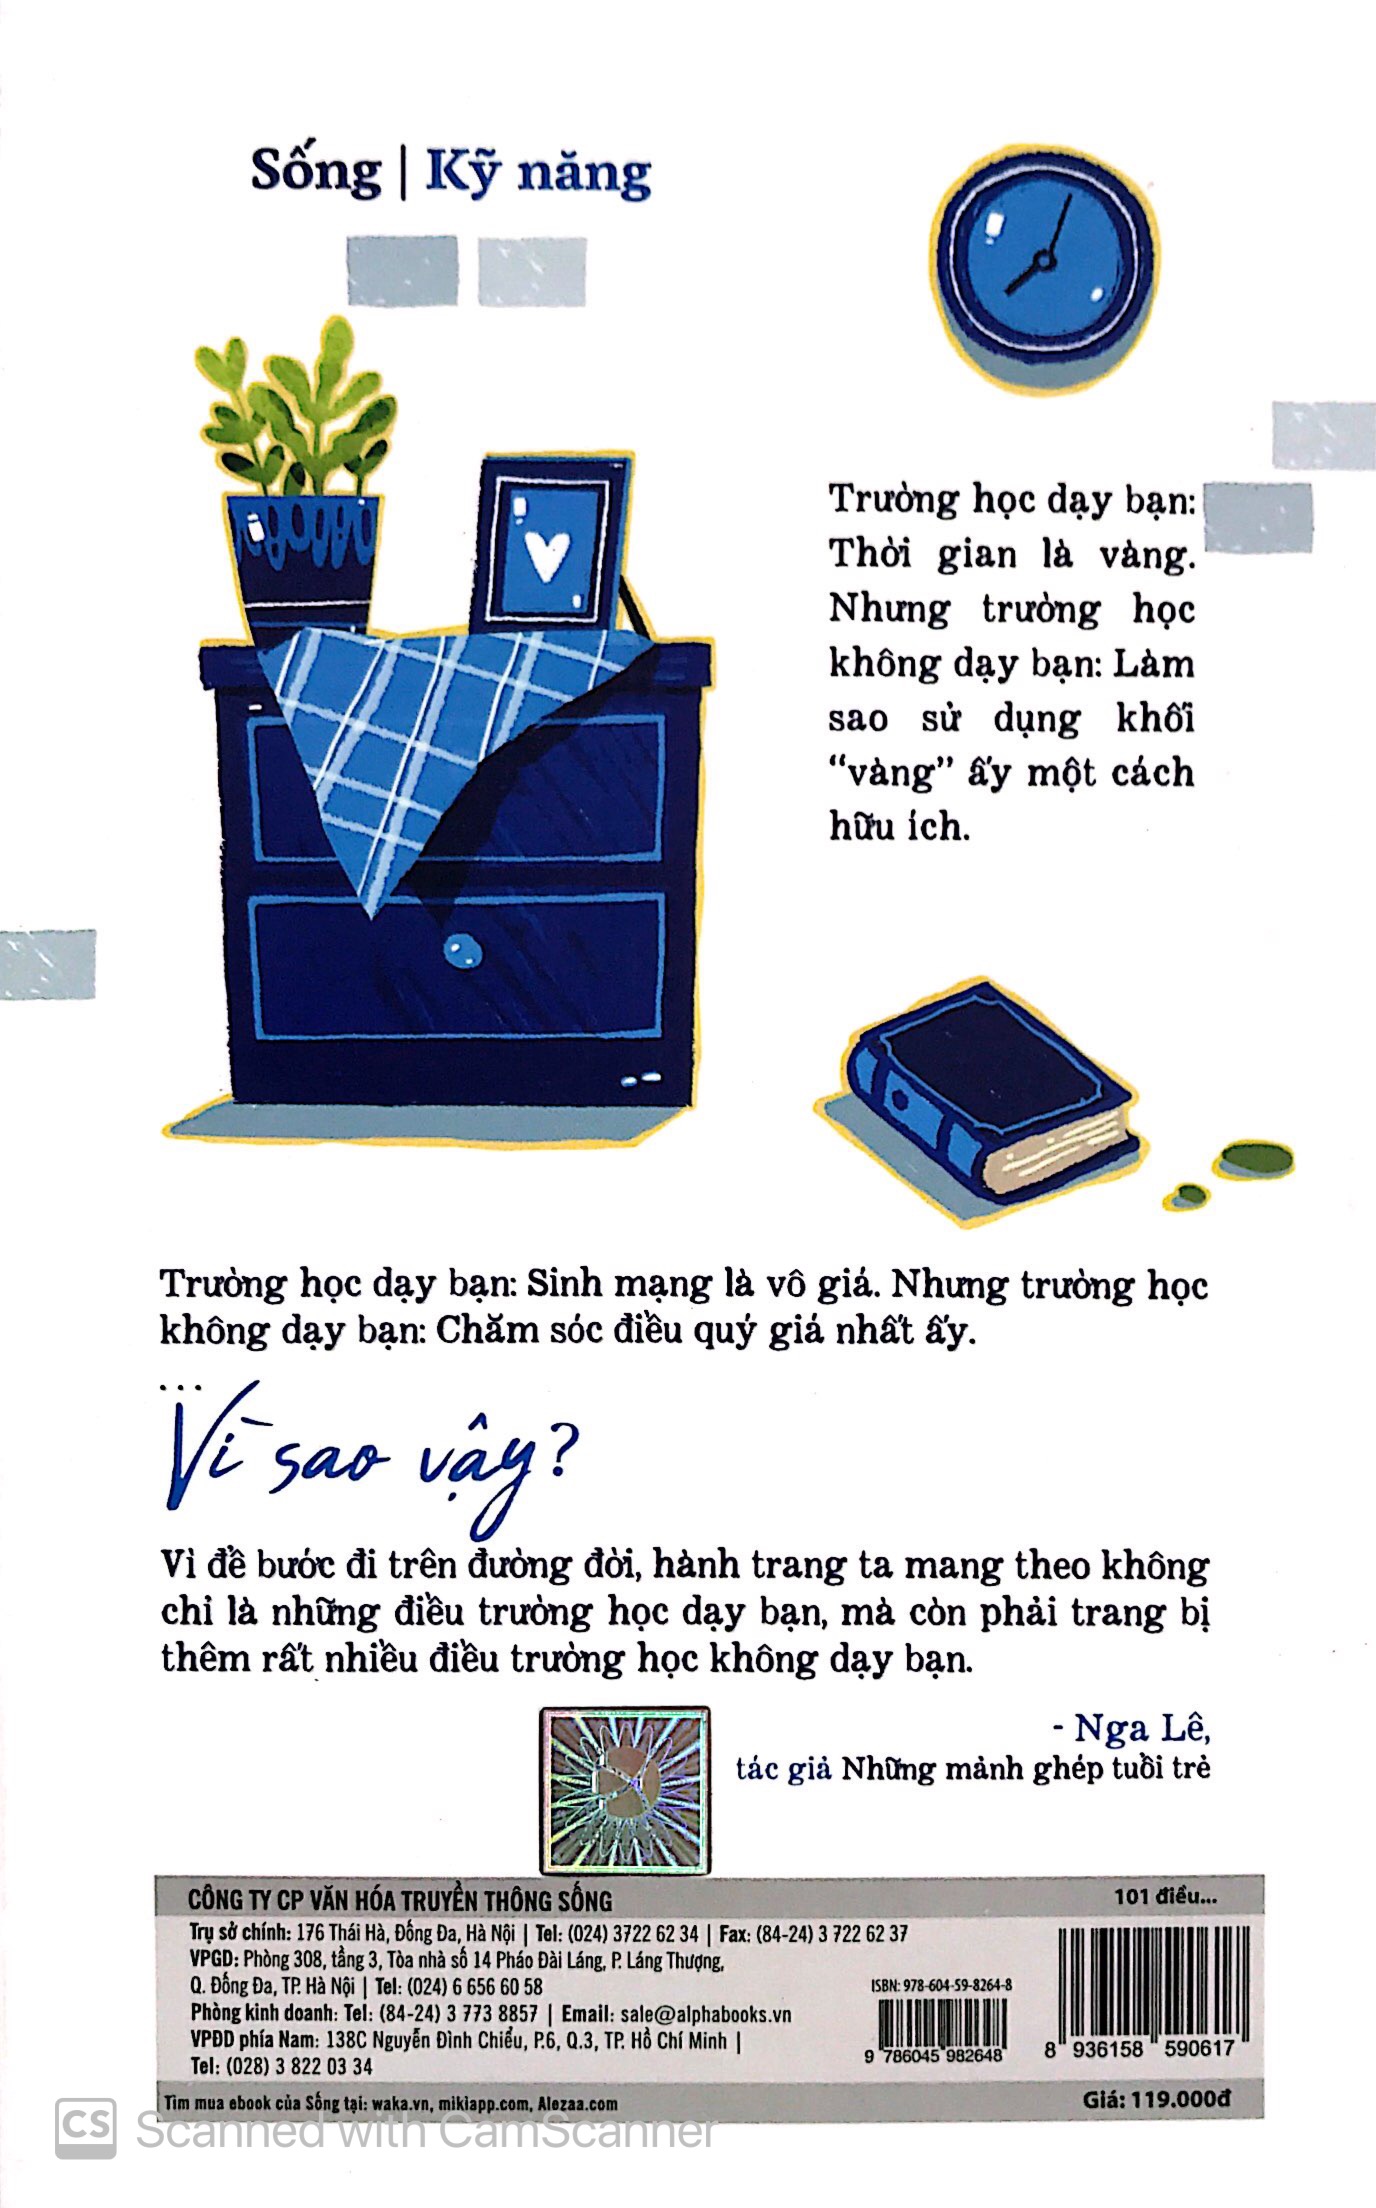 Sống | Kỹ năng
Trường học dạy bạn:
Thời gian là vàng.
Nhưng trường học
không dạy bạn: Làm
sao sử dụng khối
“vàng” ấy một cách
hữu ích.
Trường học dạy bạn: Sinh mạng là vô giá. Nhưng trường học
không dạy bạn: Chăm sóc điều quý giá nhất ấy.
...
Vì sao vậy?
Vì để bước đi trên đường đời, hành trang ta mang theo không
chỉ là những điều trường học dạy bạn, mà còn phải trang bị
thêm rất nhiều điều trường học không dạy bạn.
- Nga Lê,
tác giả Những mảnh ghép tuổi trẻ
CÔNG TY CP VĂN HÓA TRUYỀN THÔNG SỐNG
101 điều...
Trụ sở chính: 176 Thái Hà, Đống Đa, Hà Nội | Tel: (024) 3722 62 34 | Fax: (84-24) 3 722 62 37
VPGD: Phòng 308, tầng 3, Tòa nhà số 14 Pháo Đài Láng, P. Láng Thượng,
Q. Đống Đa, TP. Hà Nội | Tel: (024) 6 656 60 58
Phòng kinh doanh: Tel: (84-24) 3 773 8857 | Email: sale@alphabooks.vn
VPĐD phía Nam: 138C Nguyễn Đình Chiểu, P.6, Q.3, TP. Hồ Chí Minh |
Tel: (028) 3 822 03 34
ISBN: 978-604-59-8264-8
9 786045 982648
8 936158 590617
Tìm mua ebook của Sống tại: waka.vn, mikiapp.com, Alezaa.com
Giá: 119.000đ
CS Scanned with CamScanner